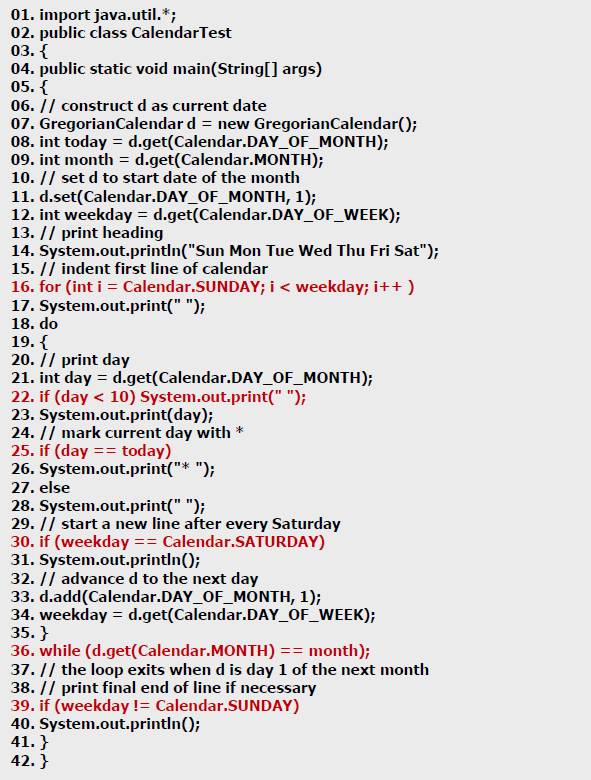 01. import java.util.*;
02. public class CalendarTest
03. {
04. public static void main(String[] args)
05. {
06. // construct d as current date
07. GregorianCalendar d = new GregorianCalendar();
08. int today = d.get(Calendar.DAY_OF_MONTH);
09. int month = d.get(Calendar.MONTH);
10. // set d to start date of the month
11. d.set(Calendar.DAY_OF_MONTH, 1);
12. int weekday = d.get(Calendar.DAY_OF_WEEK);
13. // print heading
14. System.out.println("Sun Mon Tue Wed Thu Fri Sat");
15. // indent first line of calendar
16. for (int i = Calendar.SUNDAY; i < weekday; i++ )
17. System.out.print(" ");
18. do
19. {
20. // print day
21. int day = d.get(Calendar.DAY_OF_MONTH);
22. if (day < 10) System.out.print(" ");
23. System.out.print(day);
24. // mark current day with *
25. if (day == today)
26. System.out.print("* ");
27. else
28. System.out.print(" ");
29. // start a new line after every Saturday
30. if (weekday == Calendar.SATURDAY)
31. System.out.println();
32. // advance d to the next day
33. d.add(Calendar.DAY_OF_MONTH, 1);
34. weekday = d.get(Calendar.DAY_OF_WEEK);
35. }
36. while (d.get(Calendar.MONTH) == month);
37. // the loop exits when d is day 1 of the next month
38. // print final end of line if necessary
39. if (weekday != Calendar.SUNDAY)
40. System.out.println();
41. }
42. }